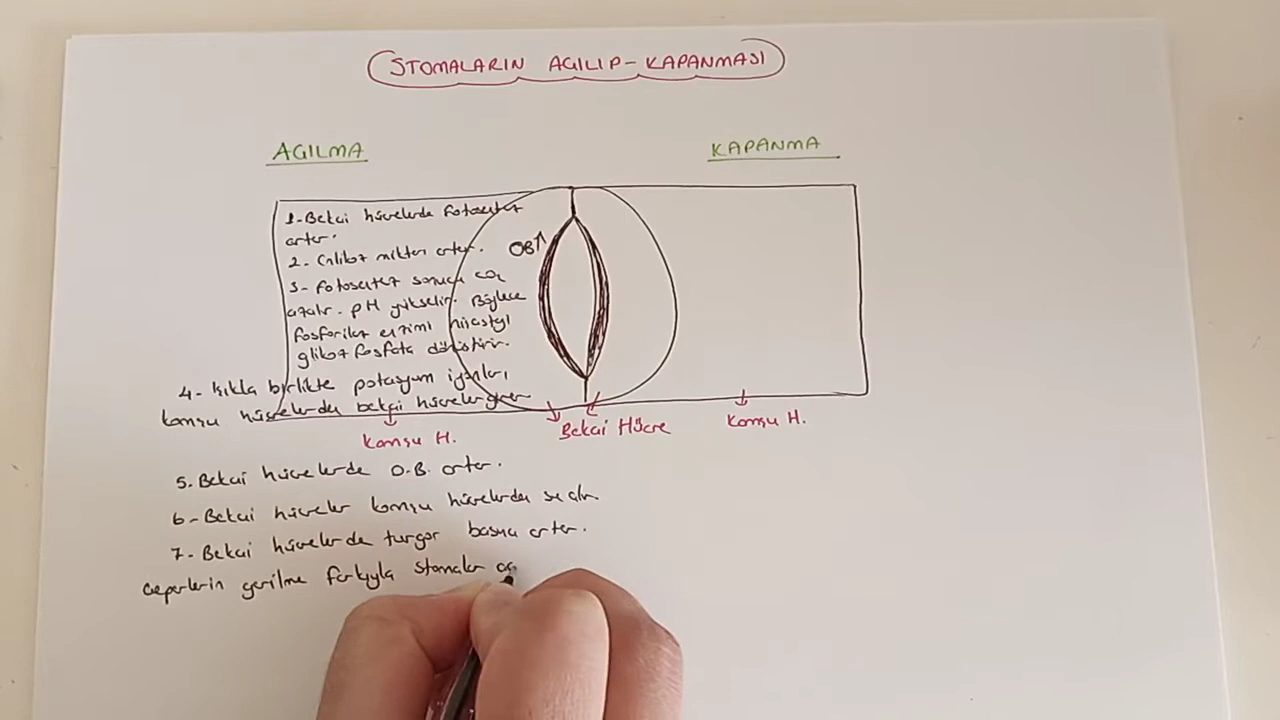 STOMALARIN AÇILIP-KAPANMASI
AÇILMA
KAPANMA
1-Bekçi hücrelerde fotosentez
artar.
2- Glikoz miktarı artar.
OB↑
3- Fotosentez sonucu CO₂
azalır. pH yükselir. Böylece
fosforilaz enzimi nişastayı
glikoz fosfata dönüştürür.
4- Işıkla birlikte potasyum iyonları,
komşu hücrelerden bekçi hücrelere girer
Komşu H.
Bekçi Hücre
Komşu H.
5. Bekçi hücrelerde O.B. artar.
6- Bekçi hücreler komşu hücrelerden su alır.
7- Bekçi hücrelerde turgor basıncı artar.
Çeperlerin gerilme farkıyla stomalar aç